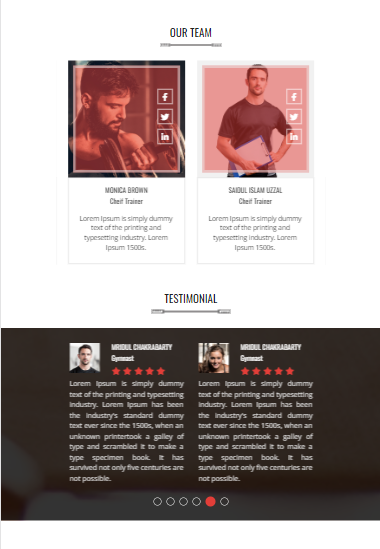 OUR TEAM
MONICA BROWN
Cheif Trainer
Lorem Ipsum is simply dummy
text of the printing and
typesetting industry. Lorem
Ipsum 1500s.
SAIDUL ISLAM UZZAL
Cheif Trainer
Lorem Ipsum is simply dummy
text of the printing and
typesetting industry. Lorem
Ipsum 1500s.
TESTIMONIAL
MRIDUL CHAKRABARTY
Gymnast
Lorem Ipsum is simply dummy
text of the printing and typesetting
industry. Lorem Ipsum has been
the industry's standard dummy
text ever since the 1500s, when an
unknown printertook a galley of
type and scrambled it to make a
type specimen book. It has
survived not only five centuries are
not possible.
MRIDUL CHAKRABARTY
Gymnast
Lorem Ipsum is simply dummy
text of the printing and typesetting
industry. Lorem Ipsum has been
the industry's standard dummy
text ever since the 1500s, when an
unknown printertook a galley of
type and scrambled it to make a
type specimen book. It has
survived not only five centuries are
not possible.